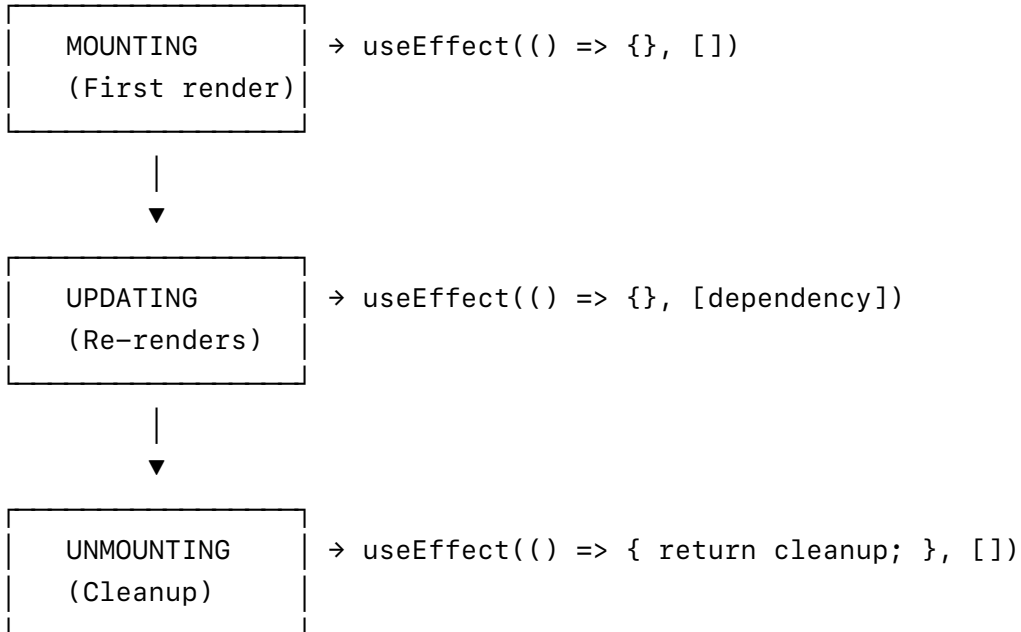 MOUNTING → useEffect(() => {}, [])
(First render)
UPDATING → useEffect(() => {}, [dependency])
(Re-renders)
UNMOUNTING → useEffect(() => { return cleanup; }, [])
(Cleanup)